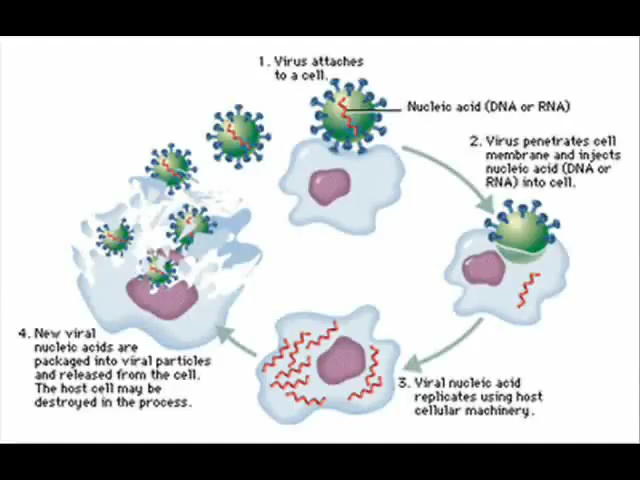 1. Virus attaches
to a cell.
Nucleic acid (DNA or RNA)
2. Virus penetrates cell
membrane and injects
nucleic acid (DNA or
RNA) into cell.
3. Viral nucleic acid
replicates using host
cellular machinery.
4. New viral
nucleic acids are
packaged into viral particles
and released from the cell.
The host cell may be
destroyed in the process.